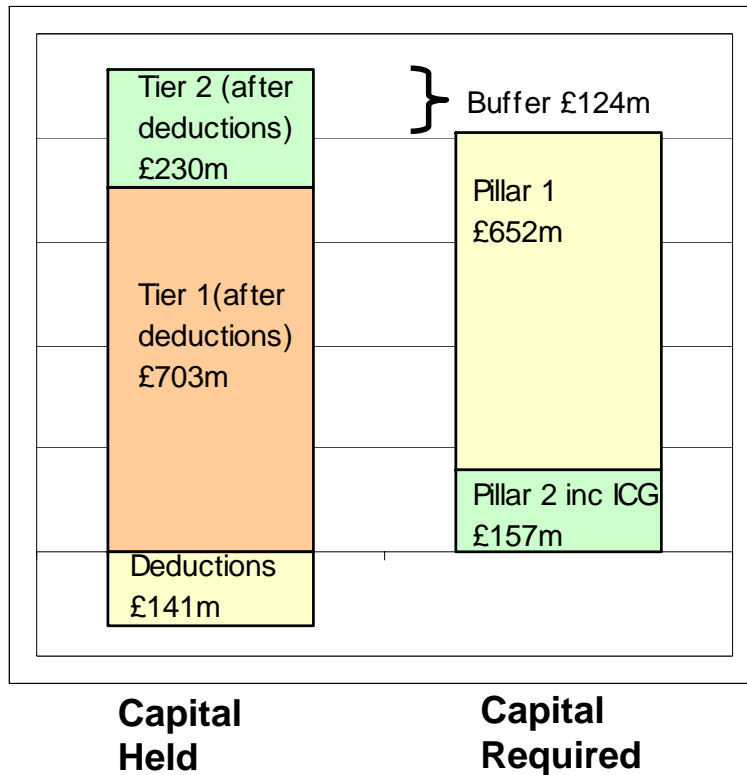 Tier 2 (after
deductions)
£230m
Tier 1(after
deductions)
£703m
Deductions
£141m
Buffer £124m
Pillar 1
£652m
Pillar 2 inc ICG
£157m
Capital
Held
Capital
Required